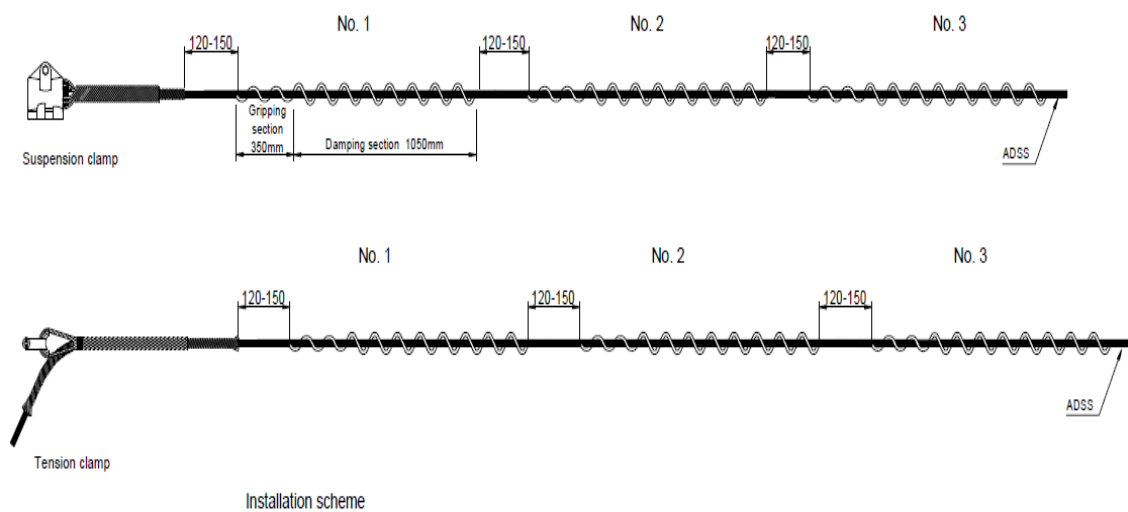 No. 1
No. 2
No. 3
120-150
120-150
120-150
Gripping
section
350mm
Damping section 1050mm
Suspension clamp
ADSS
No. 1
No. 2
No. 3
120-150
120-150
120-150
ADSS
Tension clamp
Installation scheme